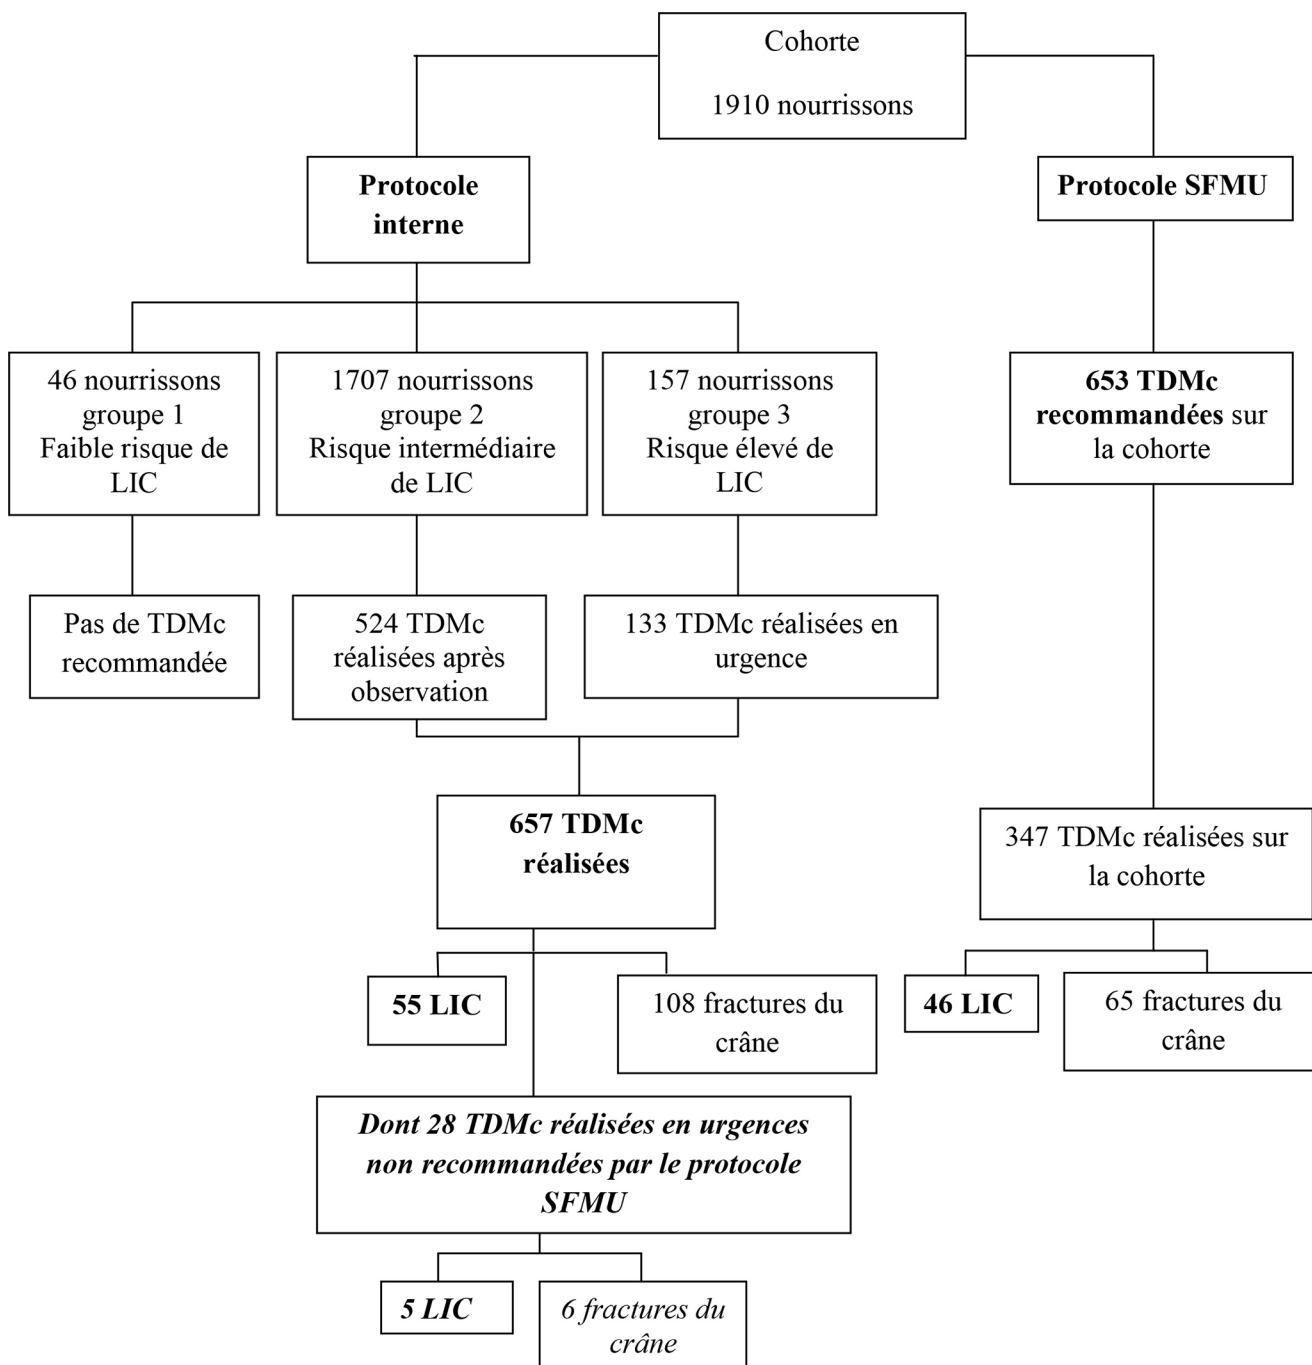 Cohorte
1910 nourrissons
Protocole
interne
Protocole SFMU
46 nourrissons
groupe 1
Faible risque de
LIC
1707 nourrissons
groupe 2
Risque intermédiaire
de LIC
157 nourrissons
groupe 3
Risque élevé de
LIC
653 TDMc
recommandées sur
la cohorte
Pas de TDMc
recommandée
524 TDMc
réalisées après
observation
133 TDMc réalisées en
urgence
657 TDMc
réalisées
347 TDMc réalisées sur
la cohorte
55 LIC
108 fractures du
crâne
46 LIC
65 fractures du
crâne
Dont 28 TDMc réalisées en urgences
non recommandées par le protocole
SFMU
5 LIC
6 fractures du
crâne